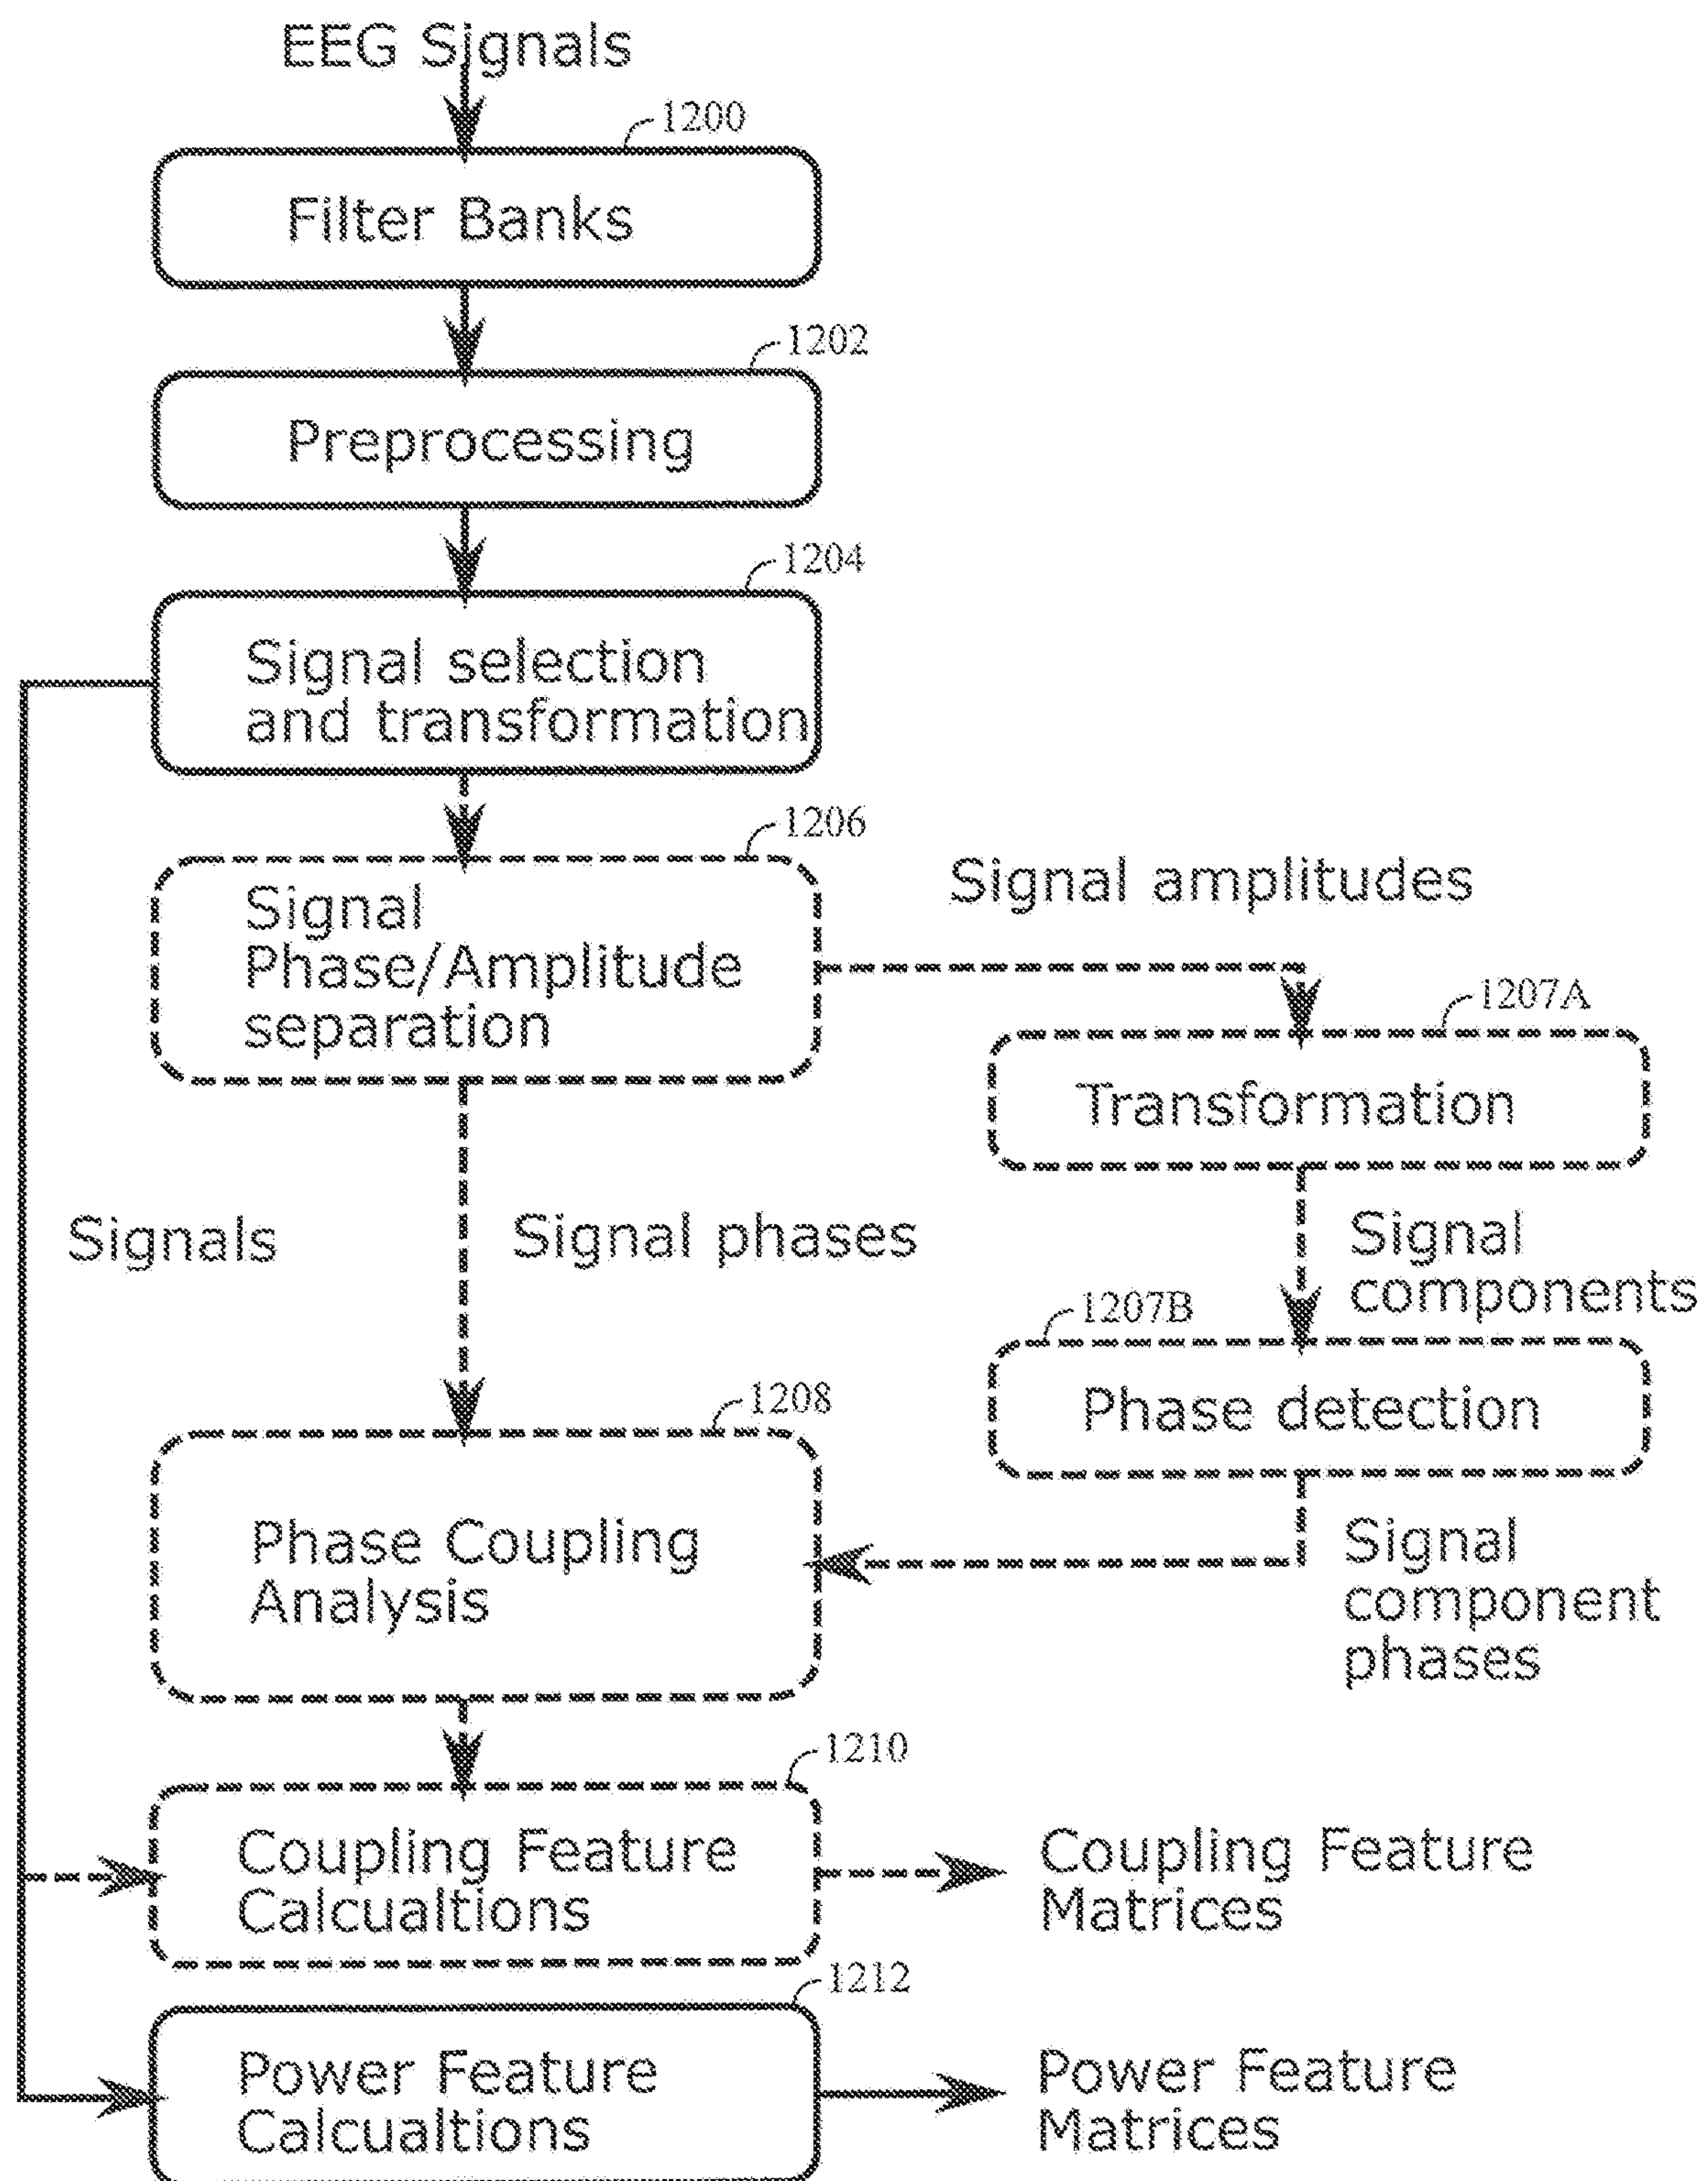 EEG Signals
1200
Filter Banks
1202
Preprocessing
1204
Signal selection
and transformation
1206
Signal
Phase/Amplitude
separation
Signal amplitudes
1207A
Transformation
Signals
Signal phases
Signal
components
1207B
Phase detection
1208
Phase Coupling
Analysis
Signal
component
phases
1210
Coupling Feature
Calcualtions
Coupling Feature
Matrices
1212
Power Feature
Calcualtions
Power Feature
Matrices